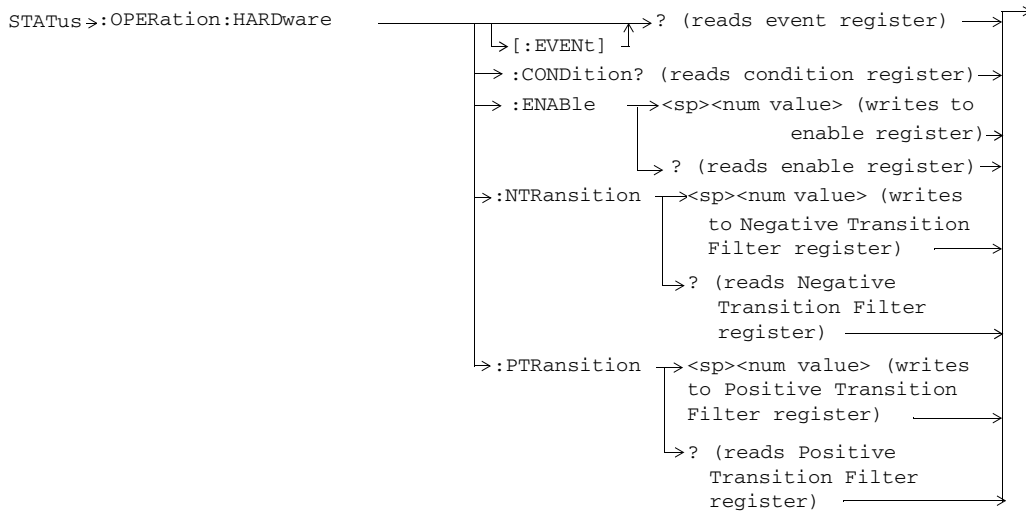 STATus :OPERation:HARDware ? (reads event register)
[:EVENt]
:CONDition? (reads condition register)
:ENABle <sp><num value> (writes to
enable register)
? (reads enable register)
:NTRansition <sp><num value> (writes
to Negative Transition
Filter register)
? (reads Negative
Transition Filter
register)
:PTRansition <sp><num value> (writes
to Positive Transition
Filter register)
? (reads Positive
Transition Filter
register)